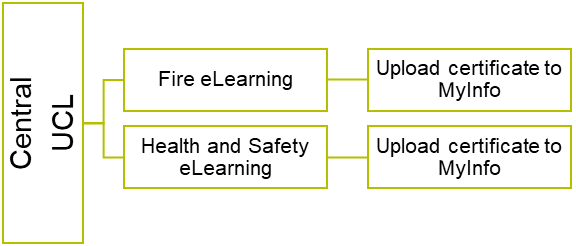 Central
UCL
Fire eLearning
Upload certificate to
MyInfo
Health and Safety
eLearning
Upload certificate to
MyInfo